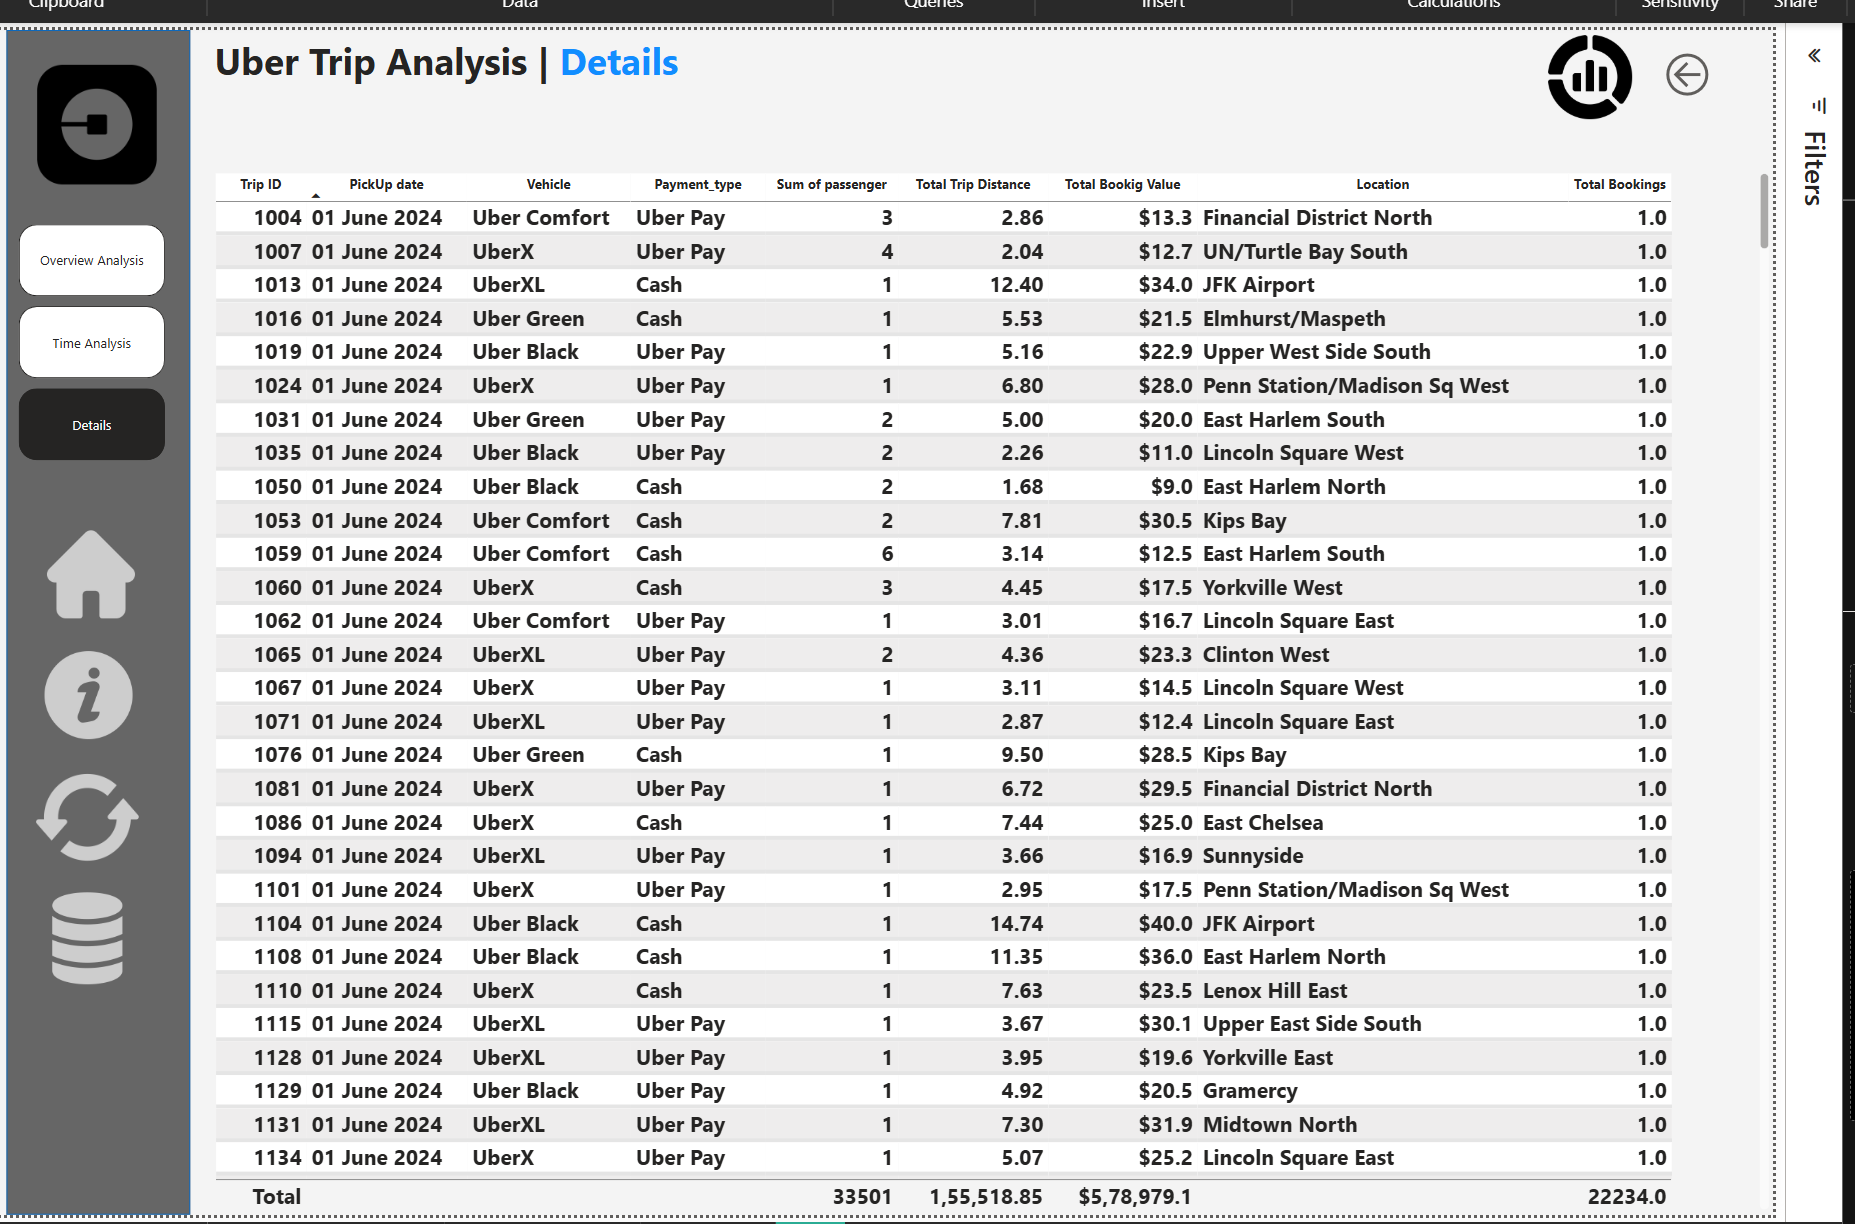 Clipboard Data Queries Insert Calculations Sensitivity Share
Uber Trip Analysis | Details
Filters
Overview Analysis
Time Analysis
Details
Trip ID PickUp date Vehicle Payment_type Sum of passenger Total Trip Distance Total Bookig Value Location Total Bookings
1004 01 June 2024 Uber Comfort Uber Pay 3 2.86 $13.3 Financial District North 1.0
1007 01 June 2024 UberX Uber Pay 4 2.04 $12.7 UN/Turtle Bay South 1.0
1013 01 June 2024 UberXL Cash 1 12.40 $34.0 JFK Airport 1.0
1016 01 June 2024 Uber Green Cash 1 5.53 $21.5 Elmhurst/Maspeth 1.0
1019 01 June 2024 Uber Black Uber Pay 1 5.16 $22.9 Upper West Side South 1.0
1024 01 June 2024 UberX Uber Pay 1 6.80 $28.0 Penn Station/Madison Sq West 1.0
1031 01 June 2024 Uber Green Uber Pay 2 5.00 $20.0 East Harlem South 1.0
1035 01 June 2024 Uber Black Uber Pay 2 2.26 $11.0 Lincoln Square West 1.0
1050 01 June 2024 Uber Black Cash 2 1.68 $9.0 East Harlem North 1.0
1053 01 June 2024 Uber Comfort Cash 2 7.81 $30.5 Kips Bay 1.0
1059 01 June 2024 Uber Comfort Cash 6 3.14 $12.5 East Harlem South 1.0
1060 01 June 2024 UberX Cash 3 4.45 $17.5 Yorkville West 1.0
1062 01 June 2024 Uber Comfort Uber Pay 1 3.01 $16.7 Lincoln Square East 1.0
1065 01 June 2024 UberXL Uber Pay 2 4.36 $23.3 Clinton West 1.0
1067 01 June 2024 UberX Uber Pay 1 3.11 $14.5 Lincoln Square West 1.0
1071 01 June 2024 UberXL Uber Pay 1 2.87 $12.4 Lincoln Square East 1.0
1076 01 June 2024 Uber Green Cash 1 9.50 $28.5 Kips Bay 1.0
1081 01 June 2024 UberX Uber Pay 1 6.72 $29.5 Financial District North 1.0
1086 01 June 2024 UberX Cash 1 7.44 $25.0 East Chelsea 1.0
1094 01 June 2024 UberXL Uber Pay 1 3.66 $16.9 Sunnyside 1.0
1101 01 June 2024 UberX Uber Pay 1 2.95 $17.5 Penn Station/Madison Sq West 1.0
1104 01 June 2024 Uber Black Cash 1 14.74 $40.0 JFK Airport 1.0
1108 01 June 2024 Uber Black Cash 1 11.35 $36.0 East Harlem North 1.0
1110 01 June 2024 UberX Cash 1 7.63 $23.5 Lenox Hill East 1.0
1115 01 June 2024 UberXL Uber Pay 1 3.67 $30.1 Upper East Side South 1.0
1128 01 June 2024 UberXL Uber Pay 1 3.95 $19.6 Yorkville East 1.0
1129 01 June 2024 Uber Black Uber Pay 1 4.92 $20.5 Gramercy 1.0
1131 01 June 2024 UberXL Uber Pay 1 7.30 $31.9 Midtown North 1.0
1134 01 June 2024 UberX Uber Pay 1 5.07 $25.2 Lincoln Square East 1.0
Total 33501 1,55,518.85 $5,78,979.1 22234.0